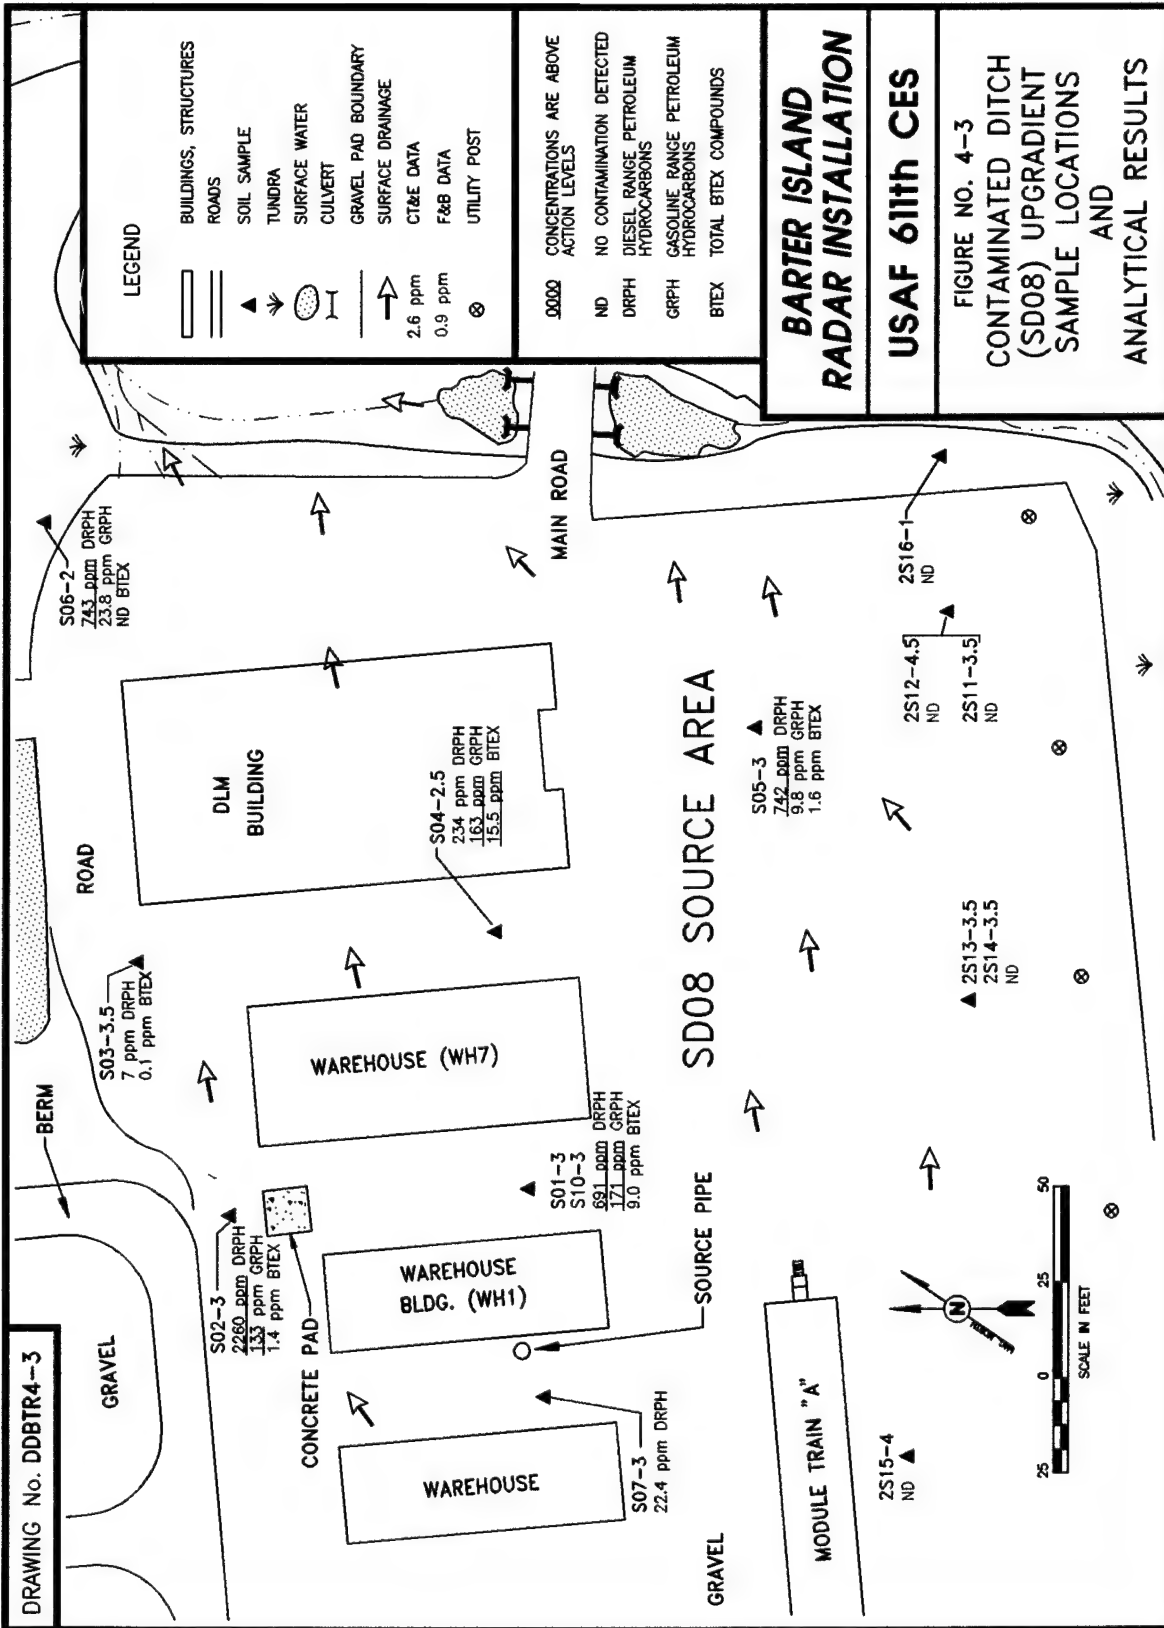 DRAWING No. DDBTR4-3
GRAVEL
BERM
ROAD
S02-3
2260 ppm DRPH
133 ppm GRPH
1.4 ppm BTEX
S03-3.5
7 ppm DRPH
0.1 ppm BTEX
S06-2
743 ppm DRPH
23.8 ppm GRPH
ND BTEX
CONCRETE PAD
WAREHOUSE
WAREHOUSE
BLDG. (WH1)
WAREHOUSE (WH7)
DLM
BUILDING
S04-2.5
234 ppm DRPH
163 ppm GRPH
15.5 ppm BTEX
S07-3
22.4 ppm DRPH
S01-3
S10-3
691 ppm DRPH
171 ppm GRPH
9.0 ppm BTEX
SOURCE PIPE
MAIN ROAD
GRAVEL
SD08 SOURCE AREA
S05-3
742 ppm DRPH
9.8 ppm GRPH
1.6 ppm BTEX
MODULE TRAIN "A"
2S15-4
ND
2S13-3.5
2S14-3.5
ND
2S12-4.5
ND
2S11-3.5
ND
2S16-1
ND
N
25 0 25 50
SCALE IN FEET
LEGEND
BUILDINGS, STRUCTURES
ROADS
SOIL SAMPLE
TUNDRA
SURFACE WATER
CULVERT
GRAVEL PAD BOUNDARY
SURFACE DRAINAGE
2.6 ppm CT&E DATA
0.9 ppm F&B DATA
UTILITY POST
0000 CONCENTRATIONS ARE ABOVE
ACTION LEVELS
ND NO CONTAMINATION DETECTED
DRPH DIESEL RANGE PETROLEUM
HYDROCARBONS
GRPH GASOLINE RANGE PETROLEUM
HYDROCARBONS
BTEX TOTAL BTEX COMPOUNDS
BARTER ISLAND
RADAR INSTALLATION
USAF 611th CES
FIGURE NO. 4-3
CONTAMINATED DITCH
(SD08) UPGRADIENT
SAMPLE LOCATIONS
AND
ANALYTICAL RESULTS